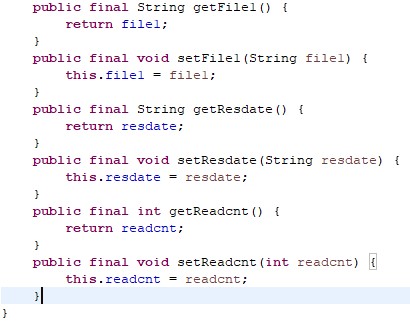 public final String getFile1() {
return file1;
}
public final void setFile1(String file1) {
this.file1 = file1;
}
public final String getResdate() {
return resdate;
}
public final void setResdate(String resdate) {
this.resdate = resdate;
}
public final int getReadcnt() {
return readcnt;
}
public final void setReadcnt(int readcnt) {
this.readcnt = readcnt;
}
}